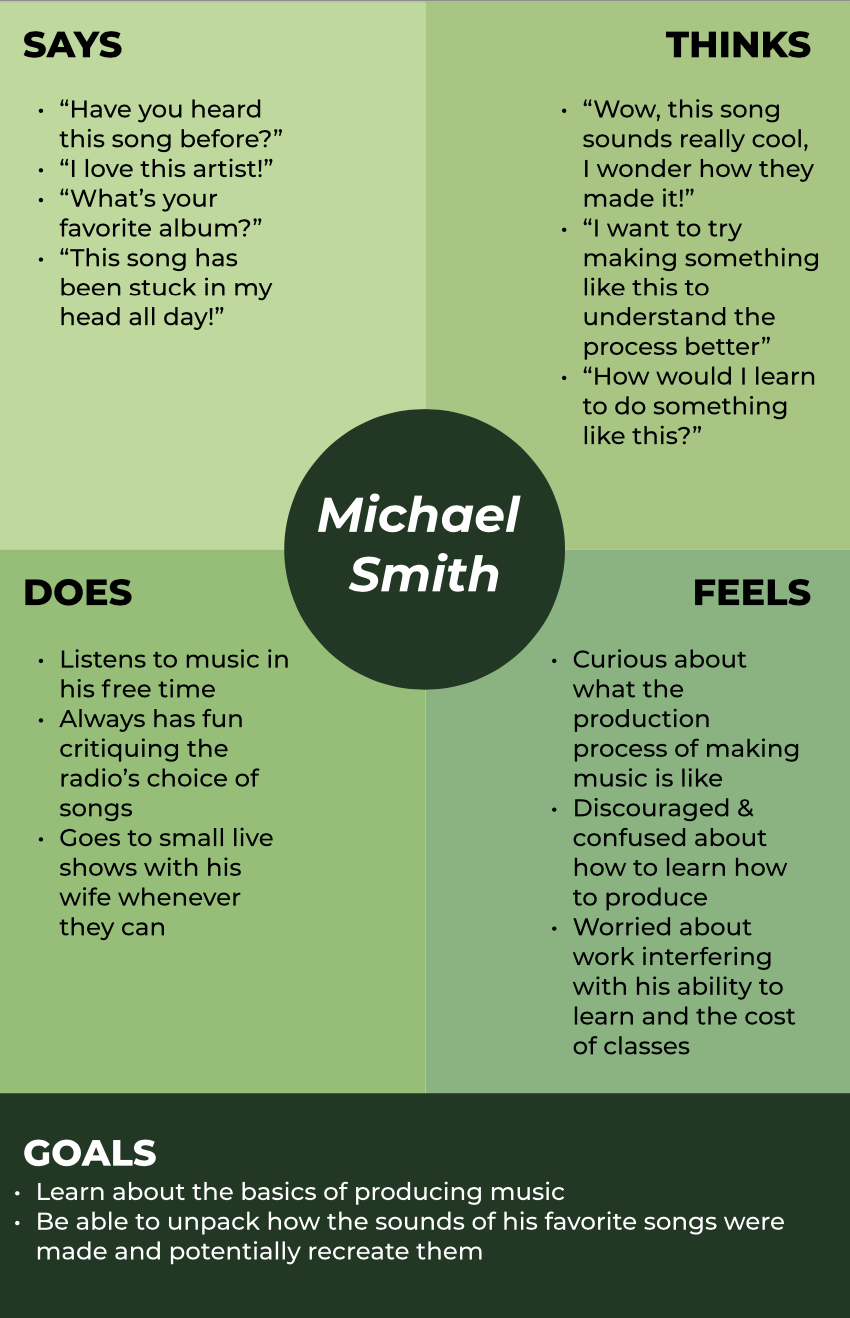 SAYS
• “Have you heard
this song before?”
• “I love this artist!”
• “What’s your
favorite album?”
• “This song has
been stuck in my
head all day!”
THINKS
• “Wow, this song
sounds really cool,
I wonder how they
made it!”
• “I want to try
making something
like this to
understand the
process better”
• “How would I learn
to do something
like this?”
Michael
Smith
DOES
• Listens to music in
his free time
• Always has fun
critiquing the
radio’s choice of
songs
• Goes to small live
shows with his
wife whenever
they can
FEELS
• Curious about
what the
production
process of making
music is like
• Discouraged &
confused about
how to learn how
to produce
• Worried about
work interfering
with his ability to
learn and the cost
of classes
GOALS
• Learn about the basics of producing music
• Be able to unpack how the sounds of his favorite songs were
made and potentially recreate them